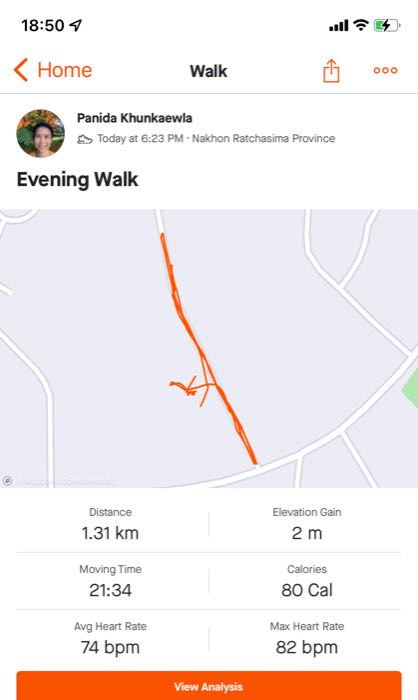 18:50
Home
Walk
Panida Khunkaewla
Today at 6:23 PM · Nakhon Ratchasima Province
Evening Walk
Distance
Elevation Gain
1.31 km
2 m
Moving Time
Calories
21:34
80 Cal
Avg Heart Rate
Max Heart Rate
74 bpm
82 bpm
View Analysis